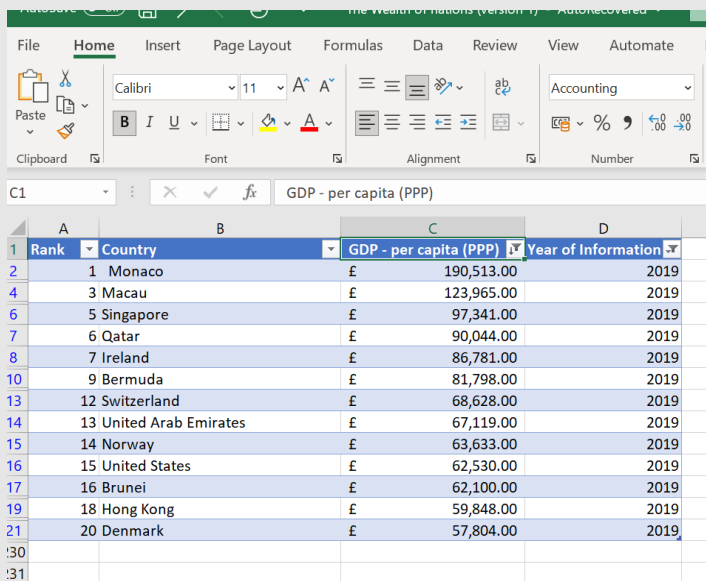 File Home Insert Page Layout Formulas Data Review View Automate
Calibri 11 A A ab Accounting
Paste B I U A % 9 .00 .00
Clipboard Font Alignment Number
C1 fx GDP - per capita (PPP)
A B C D
1 Rank Country GDP - per capita (PPP) Year of Information
2 1 Monaco £ 190,513.00 2019
4 3 Macau £ 123,965.00 2019
6 5 Singapore £ 97,341.00 2019
7 6 Qatar £ 90,044.00 2019
8 7 Ireland £ 86,781.00 2019
10 9 Bermuda £ 81,798.00 2019
13 12 Switzerland £ 68,628.00 2019
14 13 United Arab Emirates £ 67,119.00 2019
15 14 Norway £ 63,633.00 2019
16 15 United States £ 62,530.00 2019
17 16 Brunei £ 62,100.00 2019
19 18 Hong Kong £ 59,848.00 2019
21 20 Denmark £ 57,804.00 2019